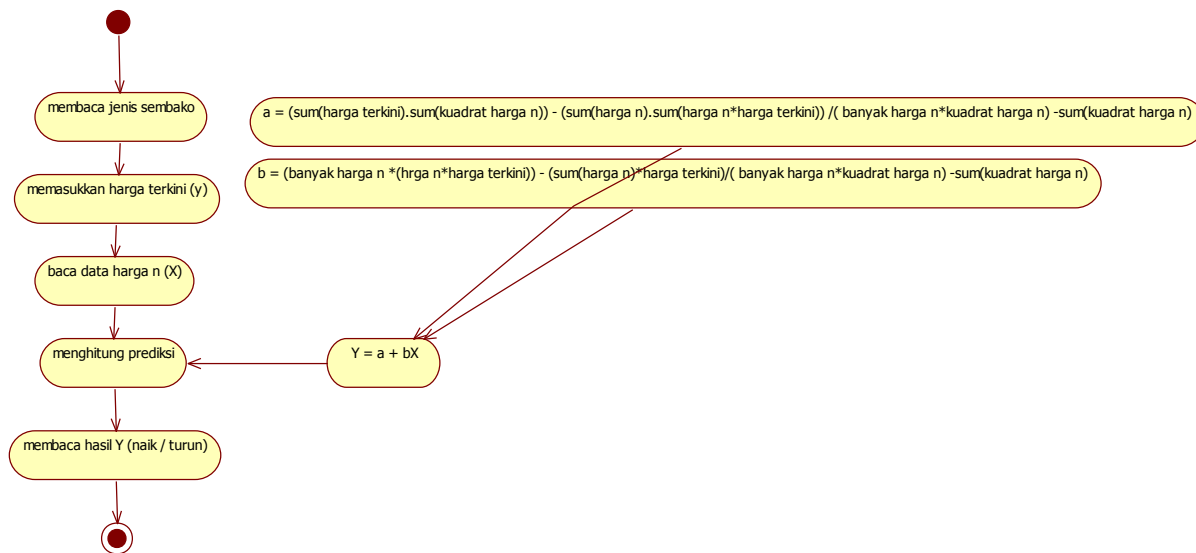 membaca jenis sembako
a = (sum(harga terkini).sum(kuadrat harga n)) - (sum(harga n).sum(harga n*harga terkini)) /( banyak harga n*kuadrat harga n) -sum(kuadrat harga n)
b = (banyak harga n *(hrga n*harga terkini)) - (sum(harga n)*harga terkini)/( banyak harga n*kuadrat harga n) -sum(kuadrat harga n)
memasukkan harga terkini (y)
baca data harga n (X)
menghitung prediksi
Y = a + bX
membaca hasil Y (naik / turun)